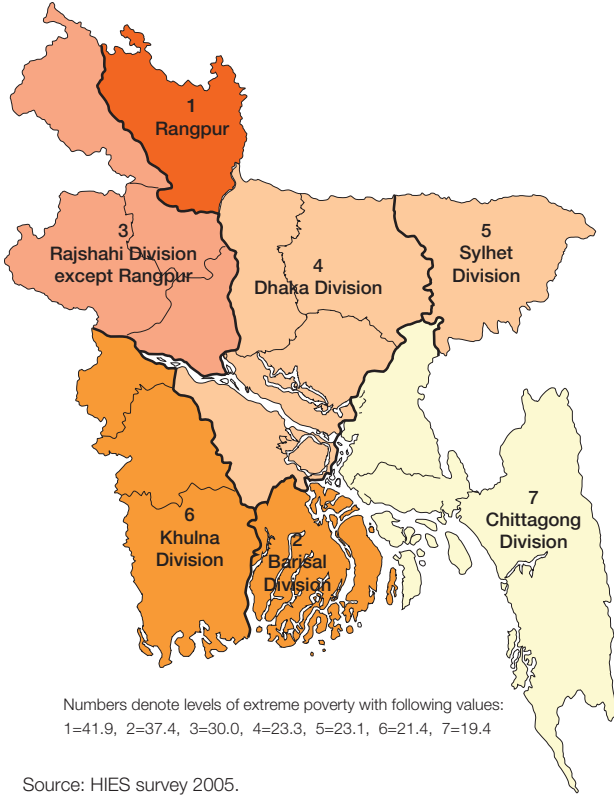 1
Rangpur
3
Rajshahi Division
except Rangpur
4
Dhaka Division
5
Sylhet
Division
6
Khulna
Division
2
Barisal
Division
7
Chittagong
Division
Numbers denote levels of extreme poverty with following values:
1=41.9, 2=37.4, 3=30.0, 4=23.3, 5=23.1, 6=21.4, 7=19.4
Source: HIES survey 2005.